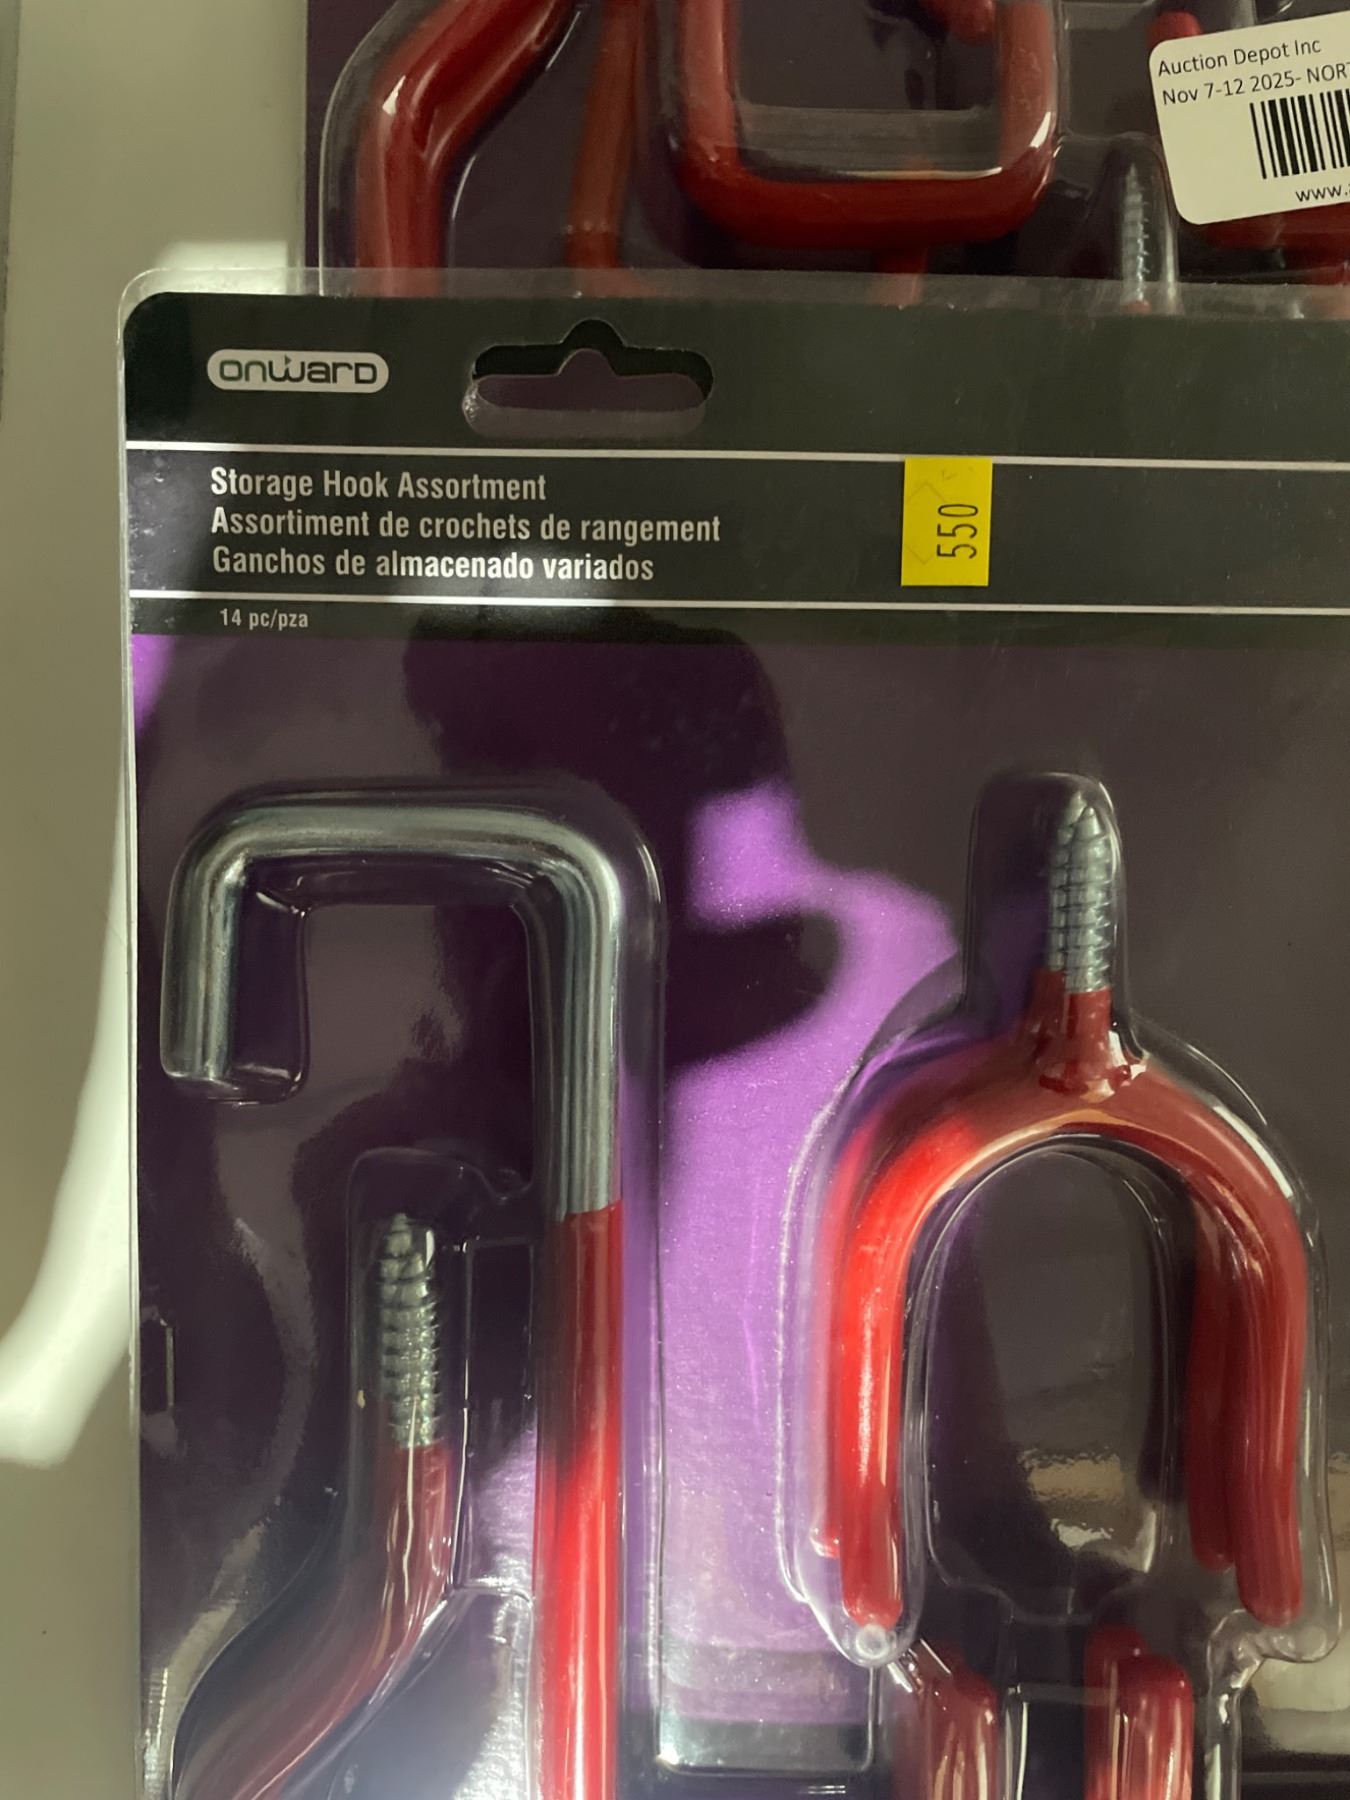 Auction Depot Inc
Nov 7-12 2025- NOR
www.
onward
Storage Hook Assortment
Assortiment de crochets de rangement
Ganchos de almacenado variados
14 pc/pza
550